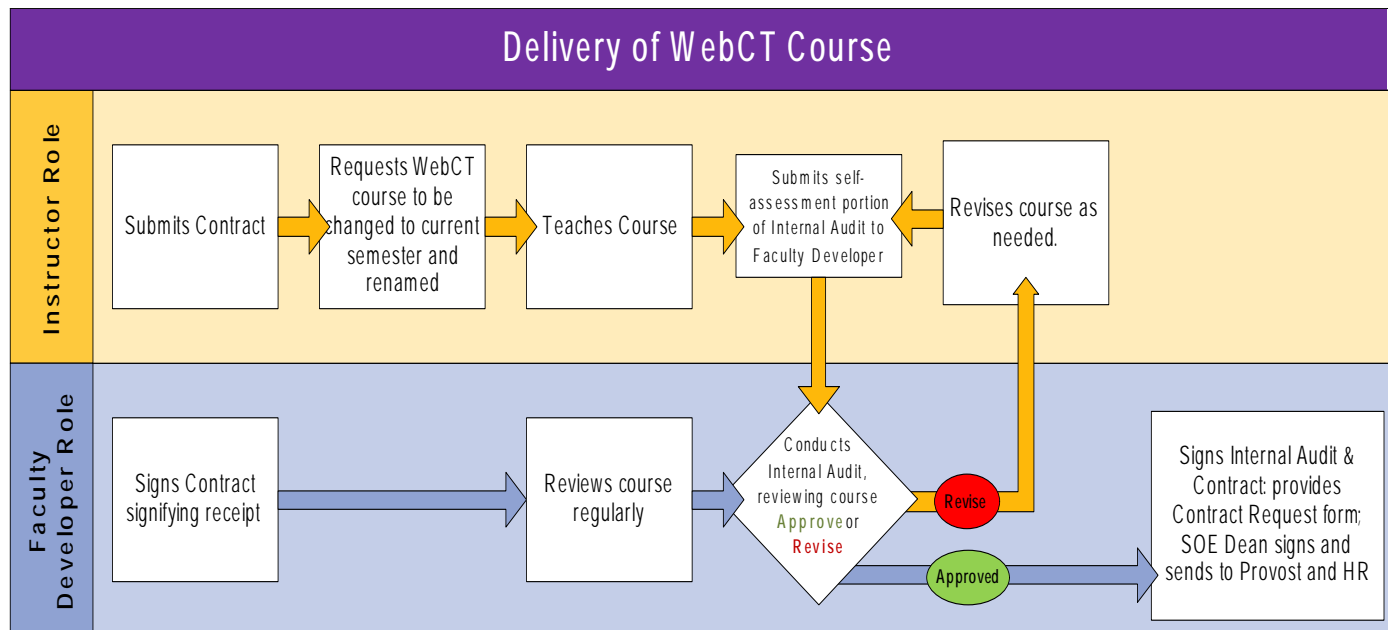 Delivery of WebCT Course
Instructor Role
Submits Contract
Requests WebCT
course to be
changed to current
semester and
renamed
Teaches Course
Submits self-
assessment portion
of Internal Audit to
Faculty Developer
Revises course as
needed.
Faculty
Developer Role
Signs Contract
signifying receipt
Reviews course
regularly
Conducts
Internal Audit,
reviewing course
Approve or
Revise
Revise
Approved
Signs Internal Audit &
Contract: provides
Contract Request form;
SOE Dean signs and
sends to Provost and HR